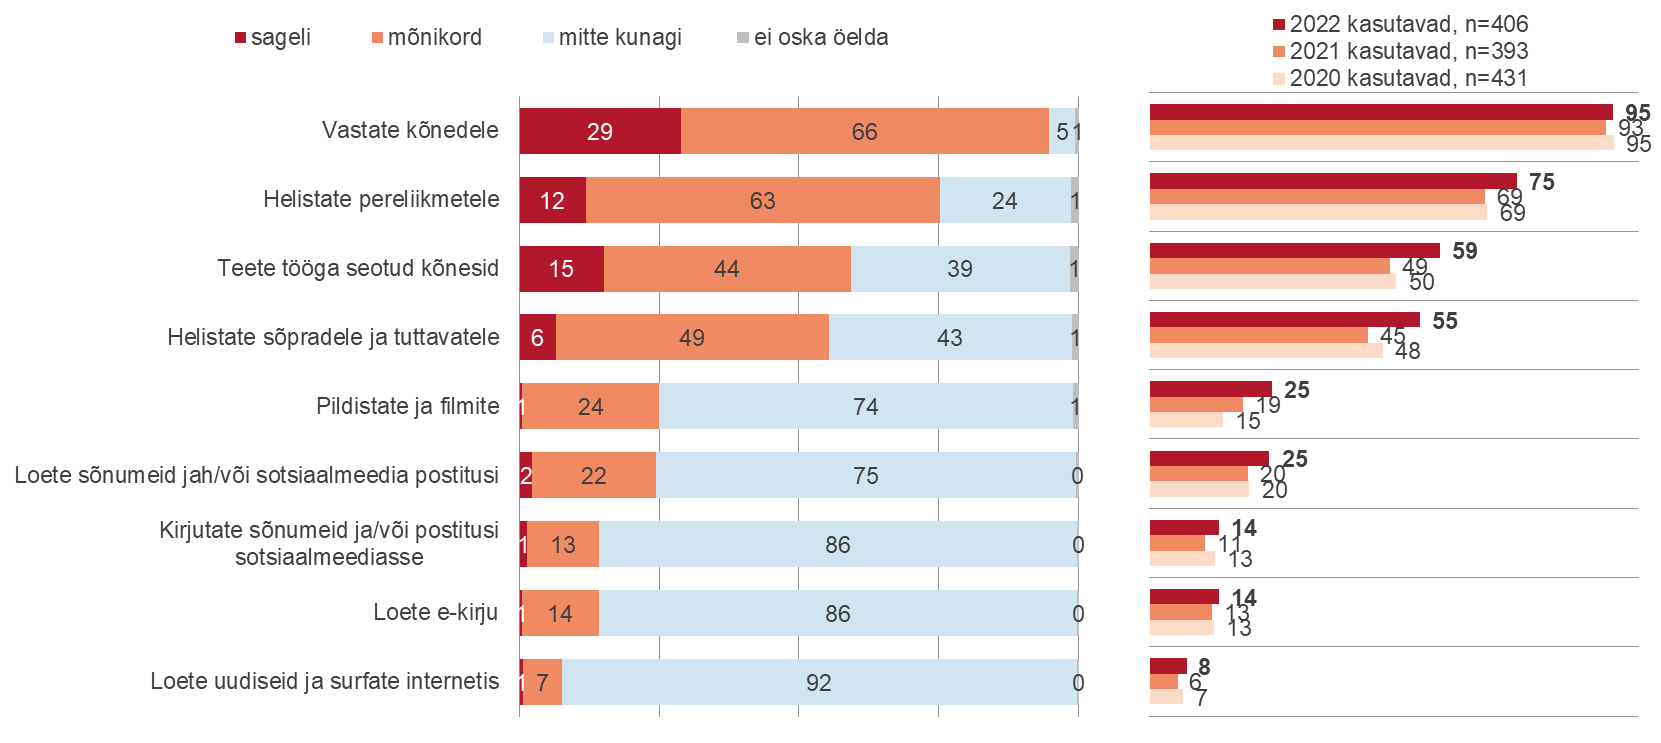 sageli
mõnikord
mitte kunagi
ei oska öelda
2022 kasutavad, n=406
2021 kasutavad, n=393
2020 kasutavad, n=431
Vastate kõnedele
29 66 5 1
95
93
95
Helistate pereliikmetele
12 63 24 1
75
69
69
Teete tööga seotud kõnesid
15 44 39 1
59
49
50
Helistate sõpradele ja tuttavatele
6 49 43 1
55
45
48
Pildistate ja filmite
1 24 74 1
25
19
15
Loete sõnumeid jah/või sotsiaalmeedia postitusi
2 22 75 0
25
20
20
Kirjutate sõnumeid ja/või postitusi
sotsiaalmeediasse
1 13 86 0
14
11
13
Loete e-kirju
1 14 86 0
14
13
13
Loete uudiseid ja surfate internetis
1 7 92 0
8
6
7